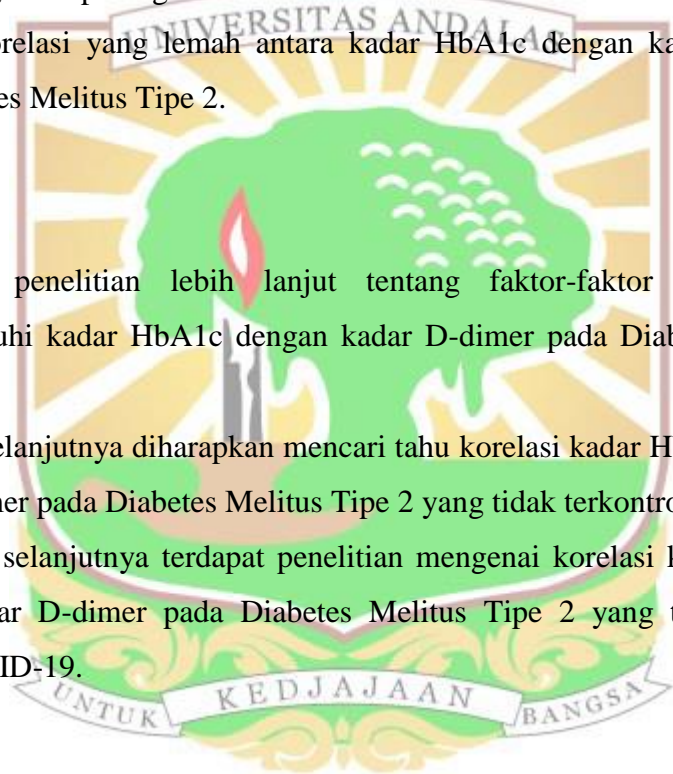 UNIVERSITAS ANDALAS
orelasi yang lemah antara kadar HbA1c dengan ka
es Melitus Tipe 2.
penelitian lebih lanjut tentang faktor-faktor
uhi kadar HbA1c dengan kadar D-dimer pada Diab
elanjutnya diharapkan mencari tahu korelasi kadar H
ner pada Diabetes Melitus Tipe 2 yang tidak terkontro
selanjutnya terdapat penelitian mengenai korelasi k
ar D-dimer pada Diabetes Melitus Tipe 2 yang t
ID-19.
UNTUK KEDJAJAAN BANGSA